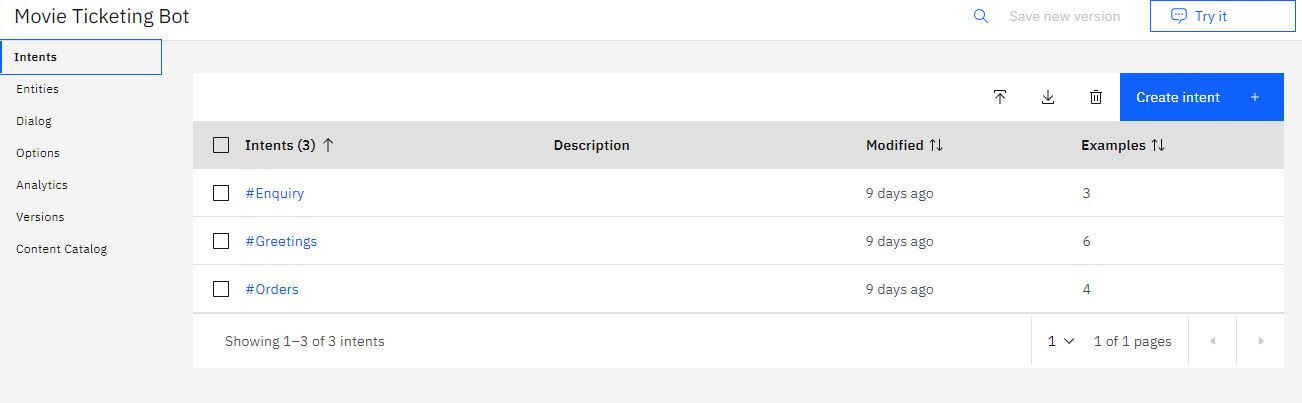 Movie Ticketing Bot
Save new version
Try it
Intents
Entities
Dialog
Options
Analytics
Versions
Content Catalog
Create intent +
Intents (3) Description Modified Examples
#Enquiry 9 days ago 3
#Greetings 9 days ago 6
#Orders 9 days ago 4
Showing 1–3 of 3 intents 1 1 of 1 pages